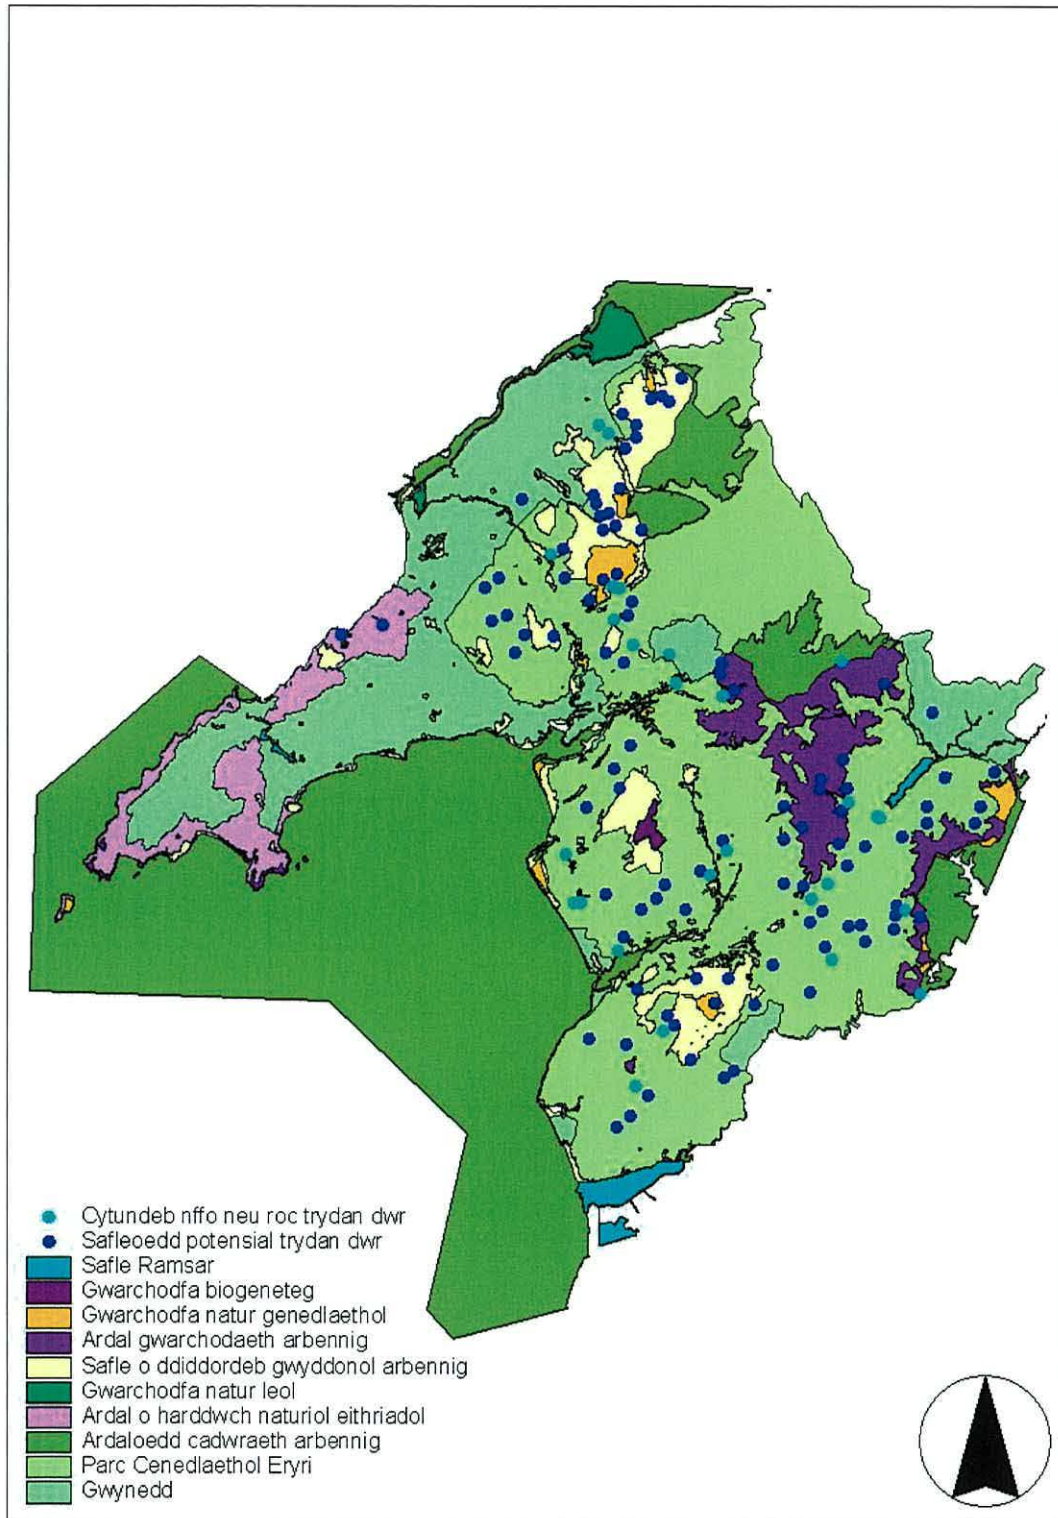 Cytundeb nffo neu roc trydan dwr
Safleoedd potensial trydan dwr
Safle Ramsar
Gwarchodfa biogeneteg
Gwarchodfa natur genedlaethol
Ardal gwarchodaeth arbennig
Safle o ddiddordeb gwyddonol arbennig
Gwarchodfa natur leol
Ardal o harddwch naturiol eithriadol
Ardaloedd cadwraeth arbennig
Parc Cenedlaethol Eryri
Gwynedd